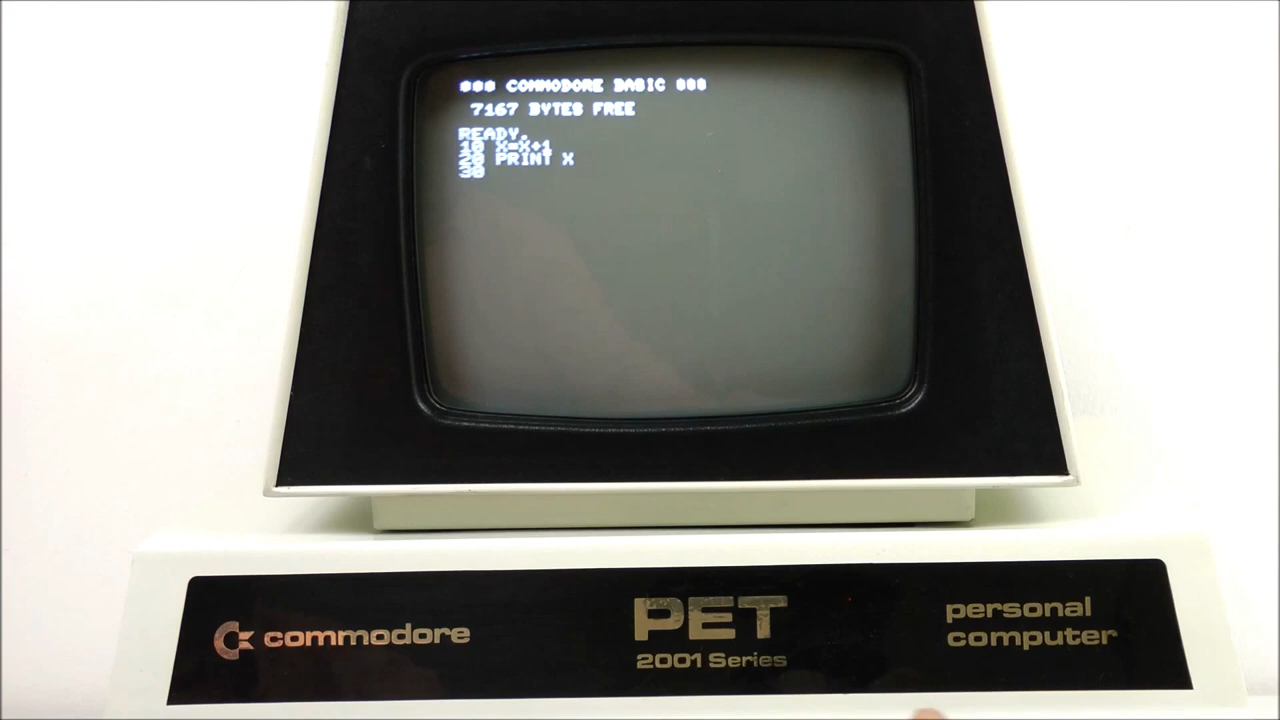 *** COMMODORE BASIC ***
7167 BYTES FREE
READY.
10 X=X+1
20 PRINT X
30
commodore
PET
2001 Series
personal
computer